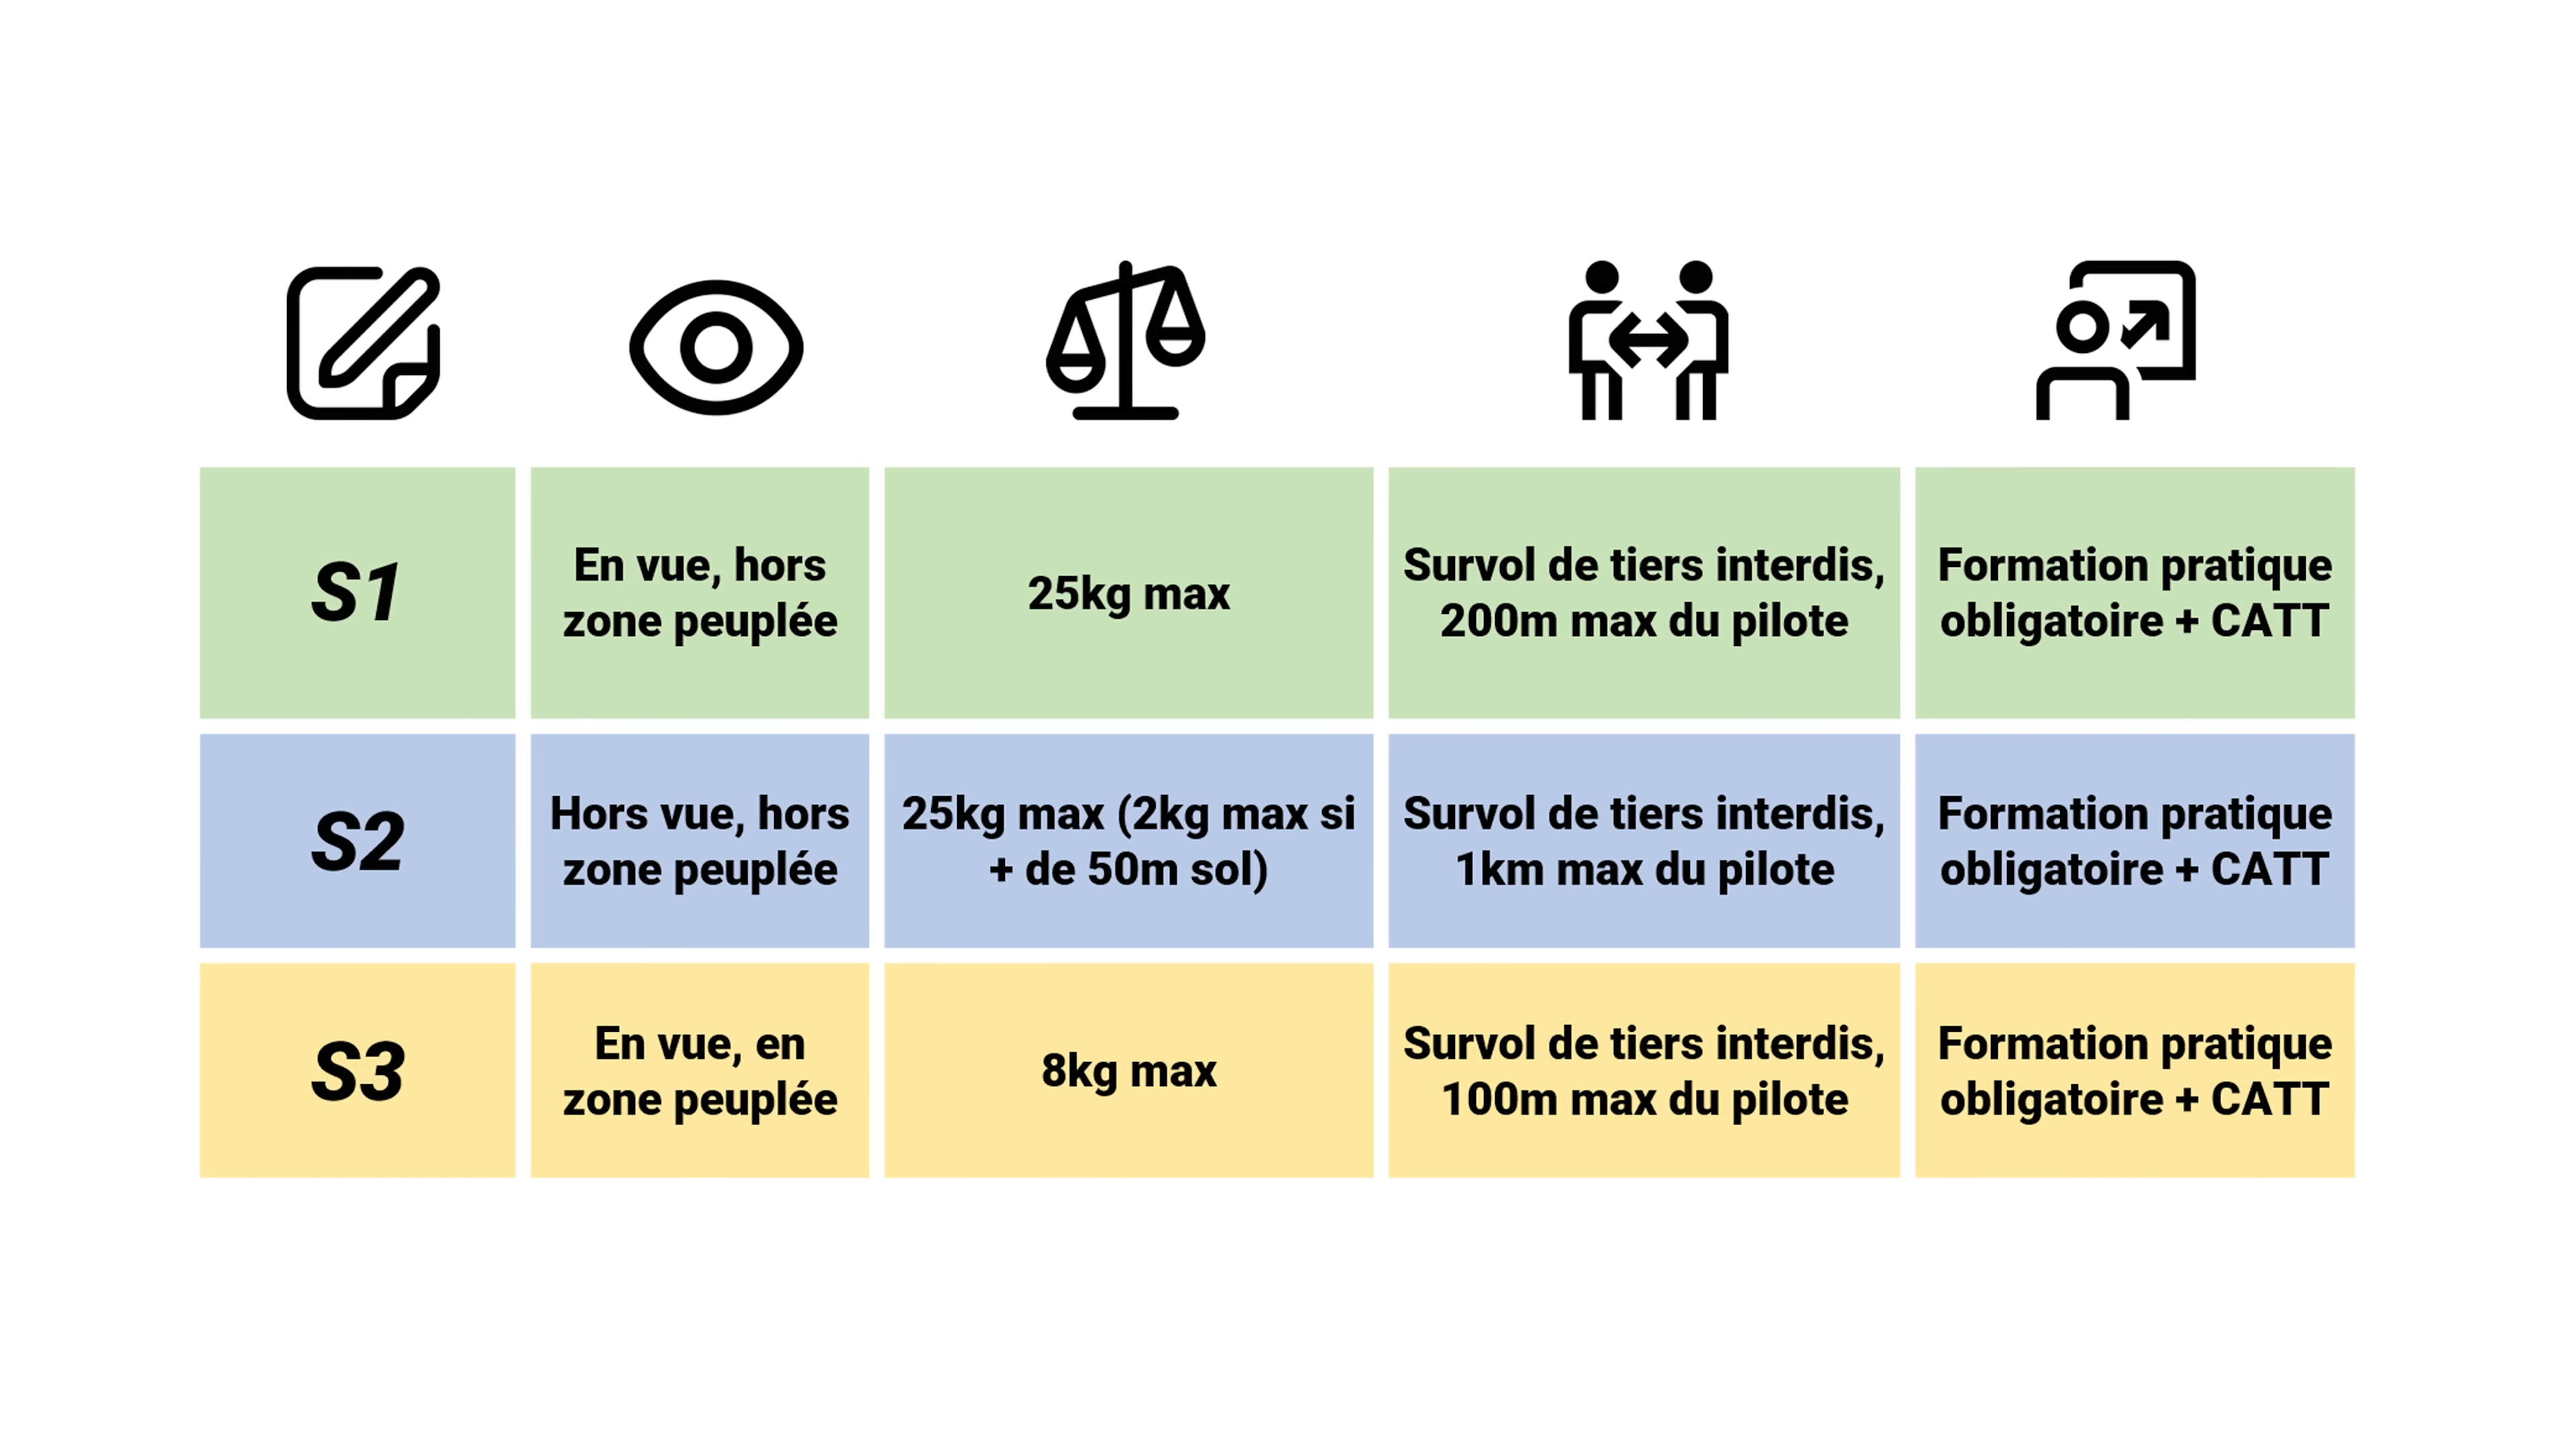 S1
En vue, hors
zone peuplée
25kg max
Survol de tiers interdis,
200m max du pilote
Formation pratique
obligatoire + CATT
S2
Hors vue, hors
zone peuplée
25kg max (2kg max si
+ de 50m sol)
Survol de tiers interdis,
1km max du pilote
Formation pratique
obligatoire + CATT
S3
En vue, en
zone peuplée
8kg max
Survol de tiers interdis,
100m max du pilote
Formation pratique
obligatoire + CATT